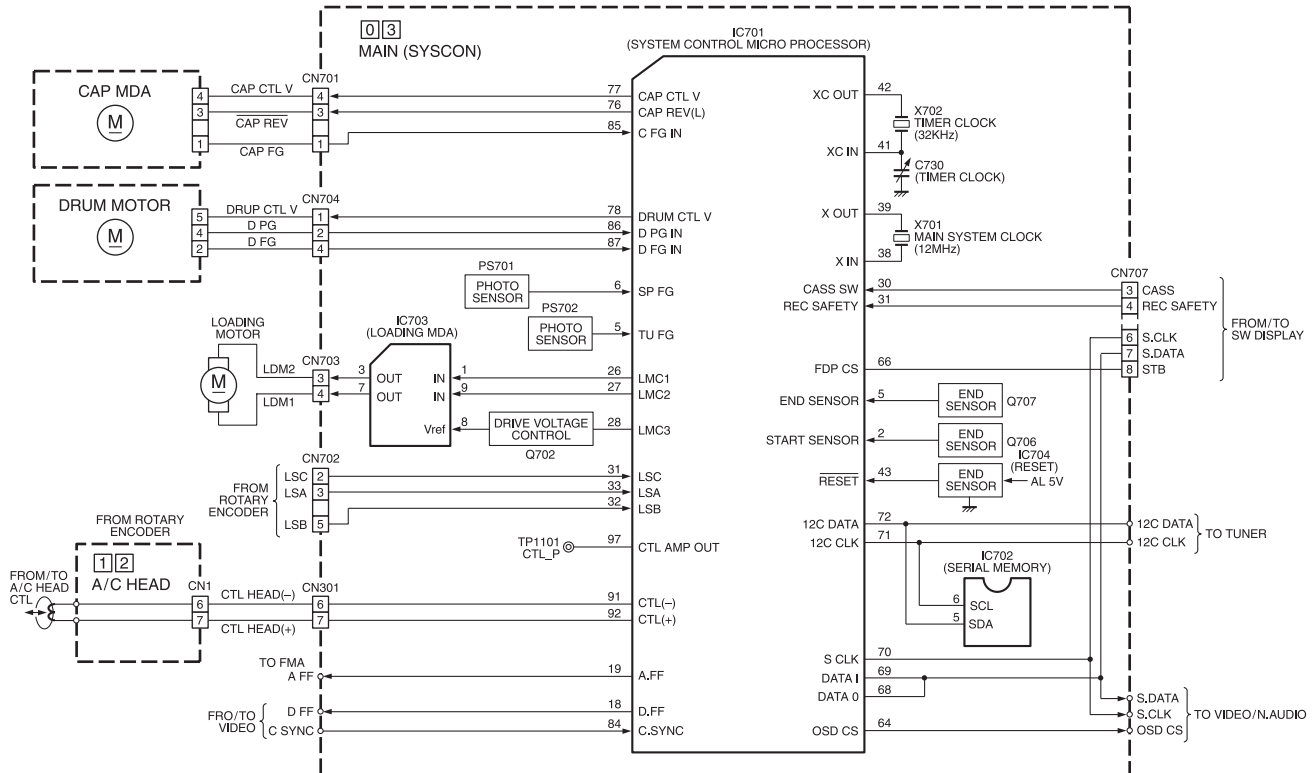 0 3
MAIN (SYSCON)
IC701
(SYSTEM CONTROL MICRO PROCESSOR)
CAP MDA
M
4
3
1
CAP CTL V
CAP REV
CAP FG
CN701
4
3
1
77
76
85
CAP CTL V
CAP REV(L)
C FG IN
DRUM MOTOR
M
5
4
2
DRUP CTL V
D PG
D FG
CN704
1
2
4
78
86
87
DRUM CTL V
D PG IN
D FG IN
PS701
PHOTO
SENSOR
6
SP FG
PS702
PHOTO
SENSOR
5
TU FG
LOADING
MOTOR
M
LDM2
LDM1
CN703
3
4
3
7
IC703
(LOADING MDA)
OUT
OUT
IN
IN
Vref
1
9
8
DRIVE VOLTAGE
CONTROL
Q702
26
27
28
LMC1
LMC2
LMC3
FROM
ROTARY
ENCODER
LSC
LSA
LSB
CN702
2
3
5
31
33
32
LSC
LSA
LSB
TP1101
CTL_P
97
CTL AMP OUT
FROM ROTARY
ENCODER
1 2
A/C HEAD
FROM/TO
A/C HEAD
CTL
CN1
6
7
CTL HEAD(–)
CTL HEAD(+)
CN301
6
7
91
92
CTL(–)
CTL(+)
TO FMA
A FF
19
A.FF
FRO/TO
VIDEO
D FF
C SYNC
18
84
D.FF
C.SYNC
XC OUT
42
X702
TIMER CLOCK
(32KHz)
XC IN
41
C730
(TIMER CLOCK)
X OUT
39
X701
MAIN SYSTEM CLOCK
(12MHz)
X IN
38
CASS SW
30
REC SAFETY
31
CN707
3 CASS
4 REC SAFETY
6 S.CLK
7 S.DATA
8 STB
FROM/TO
SW DISPLAY
FDP CS
66
END SENSOR
5
END
SENSOR
Q707
START SENSOR
2
END
SENSOR
Q706
RESET
43
END
SENSOR
IC704
(RESET)
AL 5V
12C DATA
72
12C CLK
71
12C DATA
12C CLK
TO TUNER
IC702
(SERIAL MEMORY)
6
SCL
5
SDA
S CLK
70
DATA I
69
DATA 0
68
OSD CS
64
S.DATA
S.CLK
OSD CS
TO VIDEO/N.AUDIO